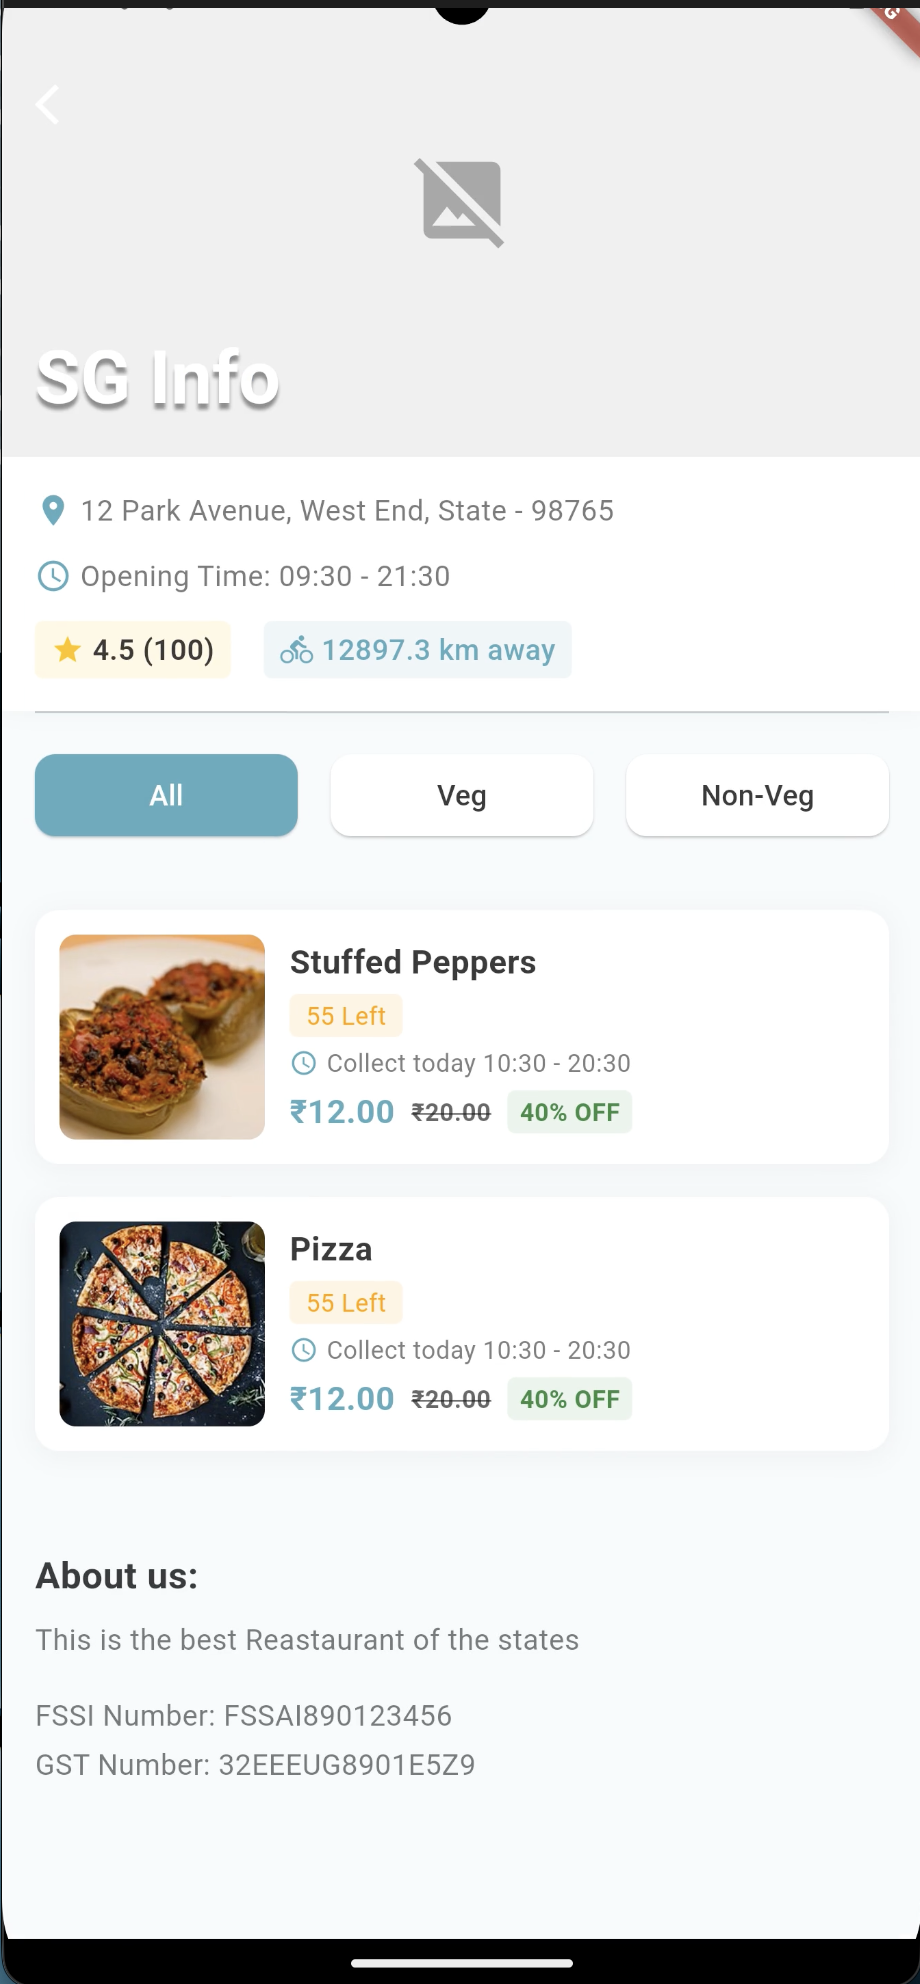 SG Info
12 Park Avenue, West End, State - 98765
Opening Time: 09:30 - 21:30
4.5 (100)
12897.3 km away
All
Veg
Non-Veg
Stuffed Peppers
55 Left
Collect today 10:30 - 20:30
₹12.00 ₹20.00 40% OFF
Pizza
55 Left
Collect today 10:30 - 20:30
₹12.00 ₹20.00 40% OFF
About us:
This is the best Reastaurant of the states
FSSI Number: FSSAI890123456
GST Number: 32EEEUG8901E5Z9